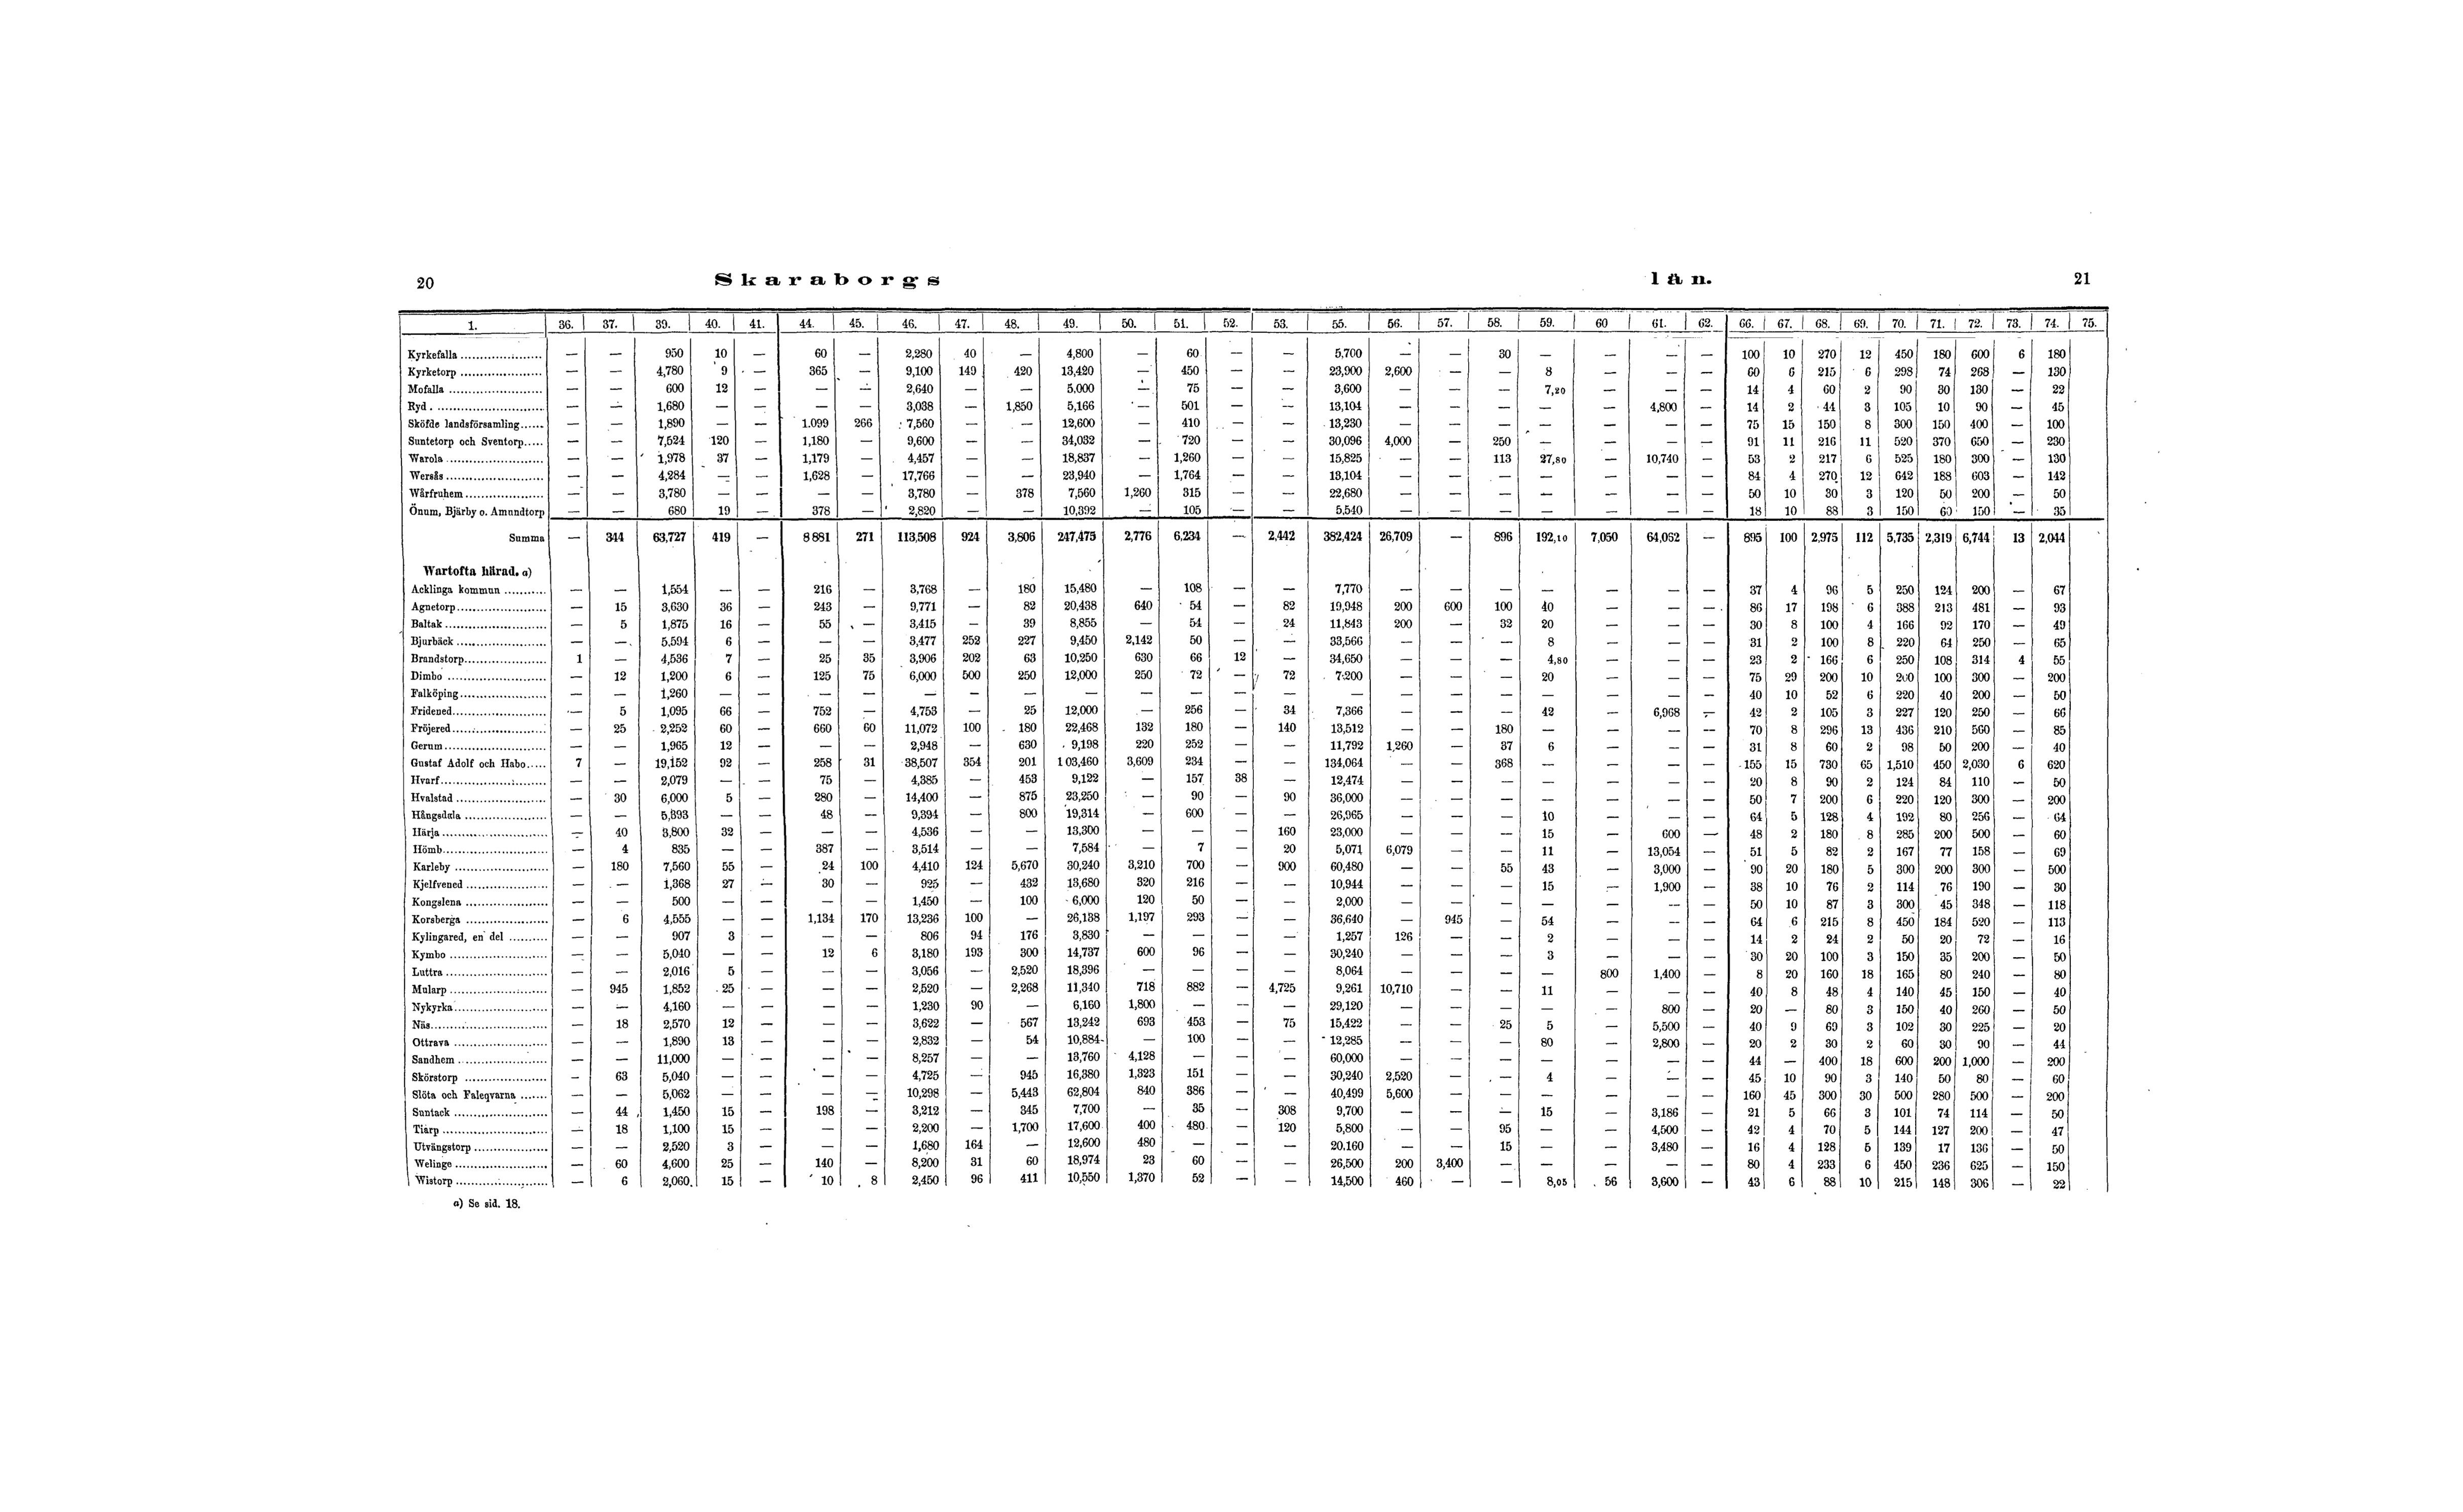 20 Skaraborgs län. 21
1. 36. 37. 39. 40. 41. 44. 45. 46. 47. 48. 49. 50. 51. 52. 53. 55. 56. 57. 58. 59. 60 61. 62. 66. 67. 68. 69. 70. 71. 72. 73. 74. 75.
Kyrkefalla — — 950 10 — 60 — 2,280 40 — 4,800 — 60 — — 5,700 — — 30 — — — — 100 10 270 12 450 180 600 6 180
Kyrketorp — — 4,780 9 — 365 — 9,100 149 420 13,420 — 450 — — 23,900 2,600 — — 8 — — — 60 6 215 6 298 74 268 — 130
Mofalla — — 600 12 — — — 2,640 — — 5,000 — 75 — — 3,600 — — — 7,20 — — — 14 4 60 2 90 30 130 — 22
Ryd — — 1,680 — — — — 3,038 — 1,850 5,166 — 501 — — 13,104 — — — — — 4,800 — 14 2 44 3 105 10 90 — 45
Sköfde landsförsamling — — 1,890 — — 1.099 266 7,560 — — 12,600 — 410 — — 13,230 — — — — — — — 75 15 150 8 300 150 400 — 100
Suntetorp och Sventorp — — 7,524 120 — 1,180 — 9,600 — — 34,032 — 720 — — 30,096 4,000 — 250 — — — — 91 11 216 11 520 370 650 — 230
Warola — — 1,978 37 — 1,179 — 4,457 — — 18,837 — 1,260 — — 15,825 — — 113 27,80 — 10,740 — 53 2 217 6 525 180 300 — 130
Wersås — — 4,284 — — 1,628 — 17,766 — — 23,940 — 1,764 — — 13,104 — — — — — — — 84 4 270 12 642 188 603 — 142
Wårfruhem — — 3,780 — — — — 3,780 — 378 7,560 1,260 315 — — 22,680 — — — — — — — 50 10 30 3 120 50 200 — 50
Önum, Bjärby o. Amundtorp — — 680 19 — 378 — 2,820 — — 10,392 — 105 — — 5,540 — — — — — — — 18 10 88 3 150 60 150 — 35
Summa — 344 63,727 419 — 8 881 271 113,508 924 3,806 247,475 2,776 6,234 — 2,442 382,424 26,709 — 896 192,10 7,050 64,052 — 895 100 2,975 112 5,735 2,319 6,744 13 2,044
Wartofta härad. a)
Acklinga kommun — — 1,554 — — 216 — 3,768 — 180 15,480 — 108 — — 7,770 — — — — — — — 37 4 96 5 250 124 200 — 67
Agnetorp — 15 3,630 36 — 243 — 9,771 — 82 20,438 640 54 — 82 19,948 200 600 100 40 — — — 86 17 198 6 388 213 481 — 93
Baltak — 5 1,875 16 — 55 — 3,415 — 39 8,855 — 54 — 24 11,843 200 — 32 20 — — — 30 8 100 4 166 92 170 — 49
Bjurbäck — — 5,594 6 — — — 3,477 252 227 9,450 2,142 50 — — 33,566 — — — 8 — — — 31 2 100 8 220 64 250 — 65
Brandstorp 1 — 4,536 7 — 25 35 3,906 202 63 10,250 630 66 12 — 34,650 — — — 4,80 — — — 23 2 166 6 250 108 314 4 55
Dimbo — 12 1,200 6 — 125 75 6,000 500 250 12,000 250 72 — 72 7:200 — — — 20 — — — 75 29 200 10 200 100 300 — 200
Falköping — — 1,260 — — — — — — — — — — — — — — — — — — — — 40 10 52 6 220 40 200 — 50
Fridened — 5 1,095 66 — 752 — 4,753 — 25 12,000 — 256 — 34 7,366 — — — 42 — 6,968 — 42 2 105 3 227 120 250 — 66
Fröjered — 25 2,252 60 — 660 60 11,072 100 180 22,468 132 180 — 140 13,512 — — 180 — — — — 70 8 296 13 436 210 560 — 85
Gerum — — 1,965 12 — — — 2,948 — 630 9,198 220 252 — — 11,792 1,260 — 37 6 — — — 31 8 60 2 98 50 200 — 40
Gustaf Adolf och Habo 7 — 19,152 92 — 258 31 38,507 354 201 103,460 3,609 234 — — 134,064 — — 368 — — — — 155 15 730 65 1,510 450 2,030 6 620
Hvarf — — 2,079 — — 75 — 4,385 — 453 9,122 — 157 38 — 12,474 — — — — — — — 20 8 90 2 124 84 110 — 50
Hvalstad — 30 6,000 5 — 280 — 14,400 — 875 23,250 — 90 — 90 36,000 — — — — — — — 50 7 200 6 220 120 300 — 200
Hångsdala — — 5,393 — — 48 — 9,394 — 800 19,314 — 600 — — 26,965 — — — 10 — — — 64 5 128 4 192 80 256 — 64
Härja — 40 3,800 32 — — — 4,536 — — 13,300 — — — 160 23,000 — — — 15 — 600 — 48 2 180 8 285 200 500 — 60
Hömb — 4 835 — — 387 — 3,514 — — 7,584 — 7 — 20 5,071 6,079 — — 11 — 13,054 — 51 5 82 2 167 77 158 — 69
Karleby — 180 7,560 55 — 24 100 4,410 124 5,670 30,240 3,210 700 — 900 60,480 — — 55 43 — 3,000 — 90 20 180 5 300 200 300 — 500
Kjelfvened — — 1,368 27 — 30 — 925 — 432 13,680 320 216 — — 10,944 — — — 15 — 1,900 — 38 10 76 2 114 76 190 — 30
Kongslena — — 500 — — — — 1,450 — 100 6,000 120 50 — — 2,000 — — — — — — — 50 10 87 3 300 45 348 — 118
Korsberga — 6 4,555 — — 1,134 170 13,236 100 — 26,138 1,197 293 — — 36,640 — 945 — 54 — — — 64 6 215 8 450 184 520 — 113
Kylingared, en del — — 907 3 — — — 806 94 176 3,830 — — — — 1,257 126 — — 2 — — — 14 2 24 2 50 20 72 — 16
Kymbo — — 5,040 — — 12 6 3,180 193 300 14,737 600 96 — — 30,240 — — — 3 — — — 30 20 100 3 150 35 200 — 50
Luttra — — 2,016 5 — — — 3,056 — 2,520 18,396 — — — — 8,064 — — — — 800 1,400 — 8 20 160 18 165 80 240 — 80
Mularp — 945 1,852 25 — — — 2,520 — 2,268 11,340 718 882 — 4,725 9,261 10,710 — — 11 — — — 40 8 48 4 140 45 150 — 40
Nykyrka — — 4,160 — — — — 1,230 90 — 6,160 1,800 — — — 29,120 — — — — — 800 — 20 — 80 3 150 40 260 — 50
Näs — 18 2,570 12 — — — 3,622 — 567 13,242 693 453 — 75 15,422 — — 25 5 — 5,500 — 40 9 69 3 102 30 225 — 20
Ottrava — — 1,890 13 — — — 2,832 — 54 10,884 — 100 — — 12,285 — — — 80 — 2,800 — 20 2 30 2 60 30 90 — 44
Sandhem — — 11,000 — — — — 8,257 — — 13,760 4,128 — — — 60,000 — — — — — — — 44 — 400 18 600 200 1,000 — 200
Skörstorp — 63 5,040 — — — — 4,725 — 945 16,380 1,323 151 — — 30,240 2,520 — — 4 — — — 45 10 90 3 140 50 80 — 60
Slöta och Faleqvarna — — 5,062 — — — — 10,298 — 5,443 62,804 840 386 — — 40,499 5,600 — — — — — — 160 45 300 30 500 280 500 — 200
Suntack — 44 1,450 15 — 198 — 3,212 — 345 7,700 — 35 — 308 9,700 — — — 15 — 3,186 — 21 5 66 3 101 74 114 — 50
Tiarp — 18 1,100 15 — — — 2,200 — 1,700 17,600 400 480 — 120 5,800 — — 95 — — 4,500 — 42 4 70 5 144 127 200 — 47
Utvängstorp — — 2,520 3 — — — 1,680 164 — 12,600 480 — — — 20.160 — — 15 — — 3,480 — 16 4 128 5 139 17 136 — 50
Welinge — 60 4,600 25 — 140 — 8,200 31 60 18,974 23 60 — — 26,500 200 3,400 — — — — — 80 4 233 6 450 236 625 — 150
Wistorp — 6 2,060 15 — 10 8 2,450 96 411 10,550 1,370 52 — — 14,500 460 — — 8,05 56 3,600 — 43 6 88 10 215 148 306 — 22
a) Se sid. 18.